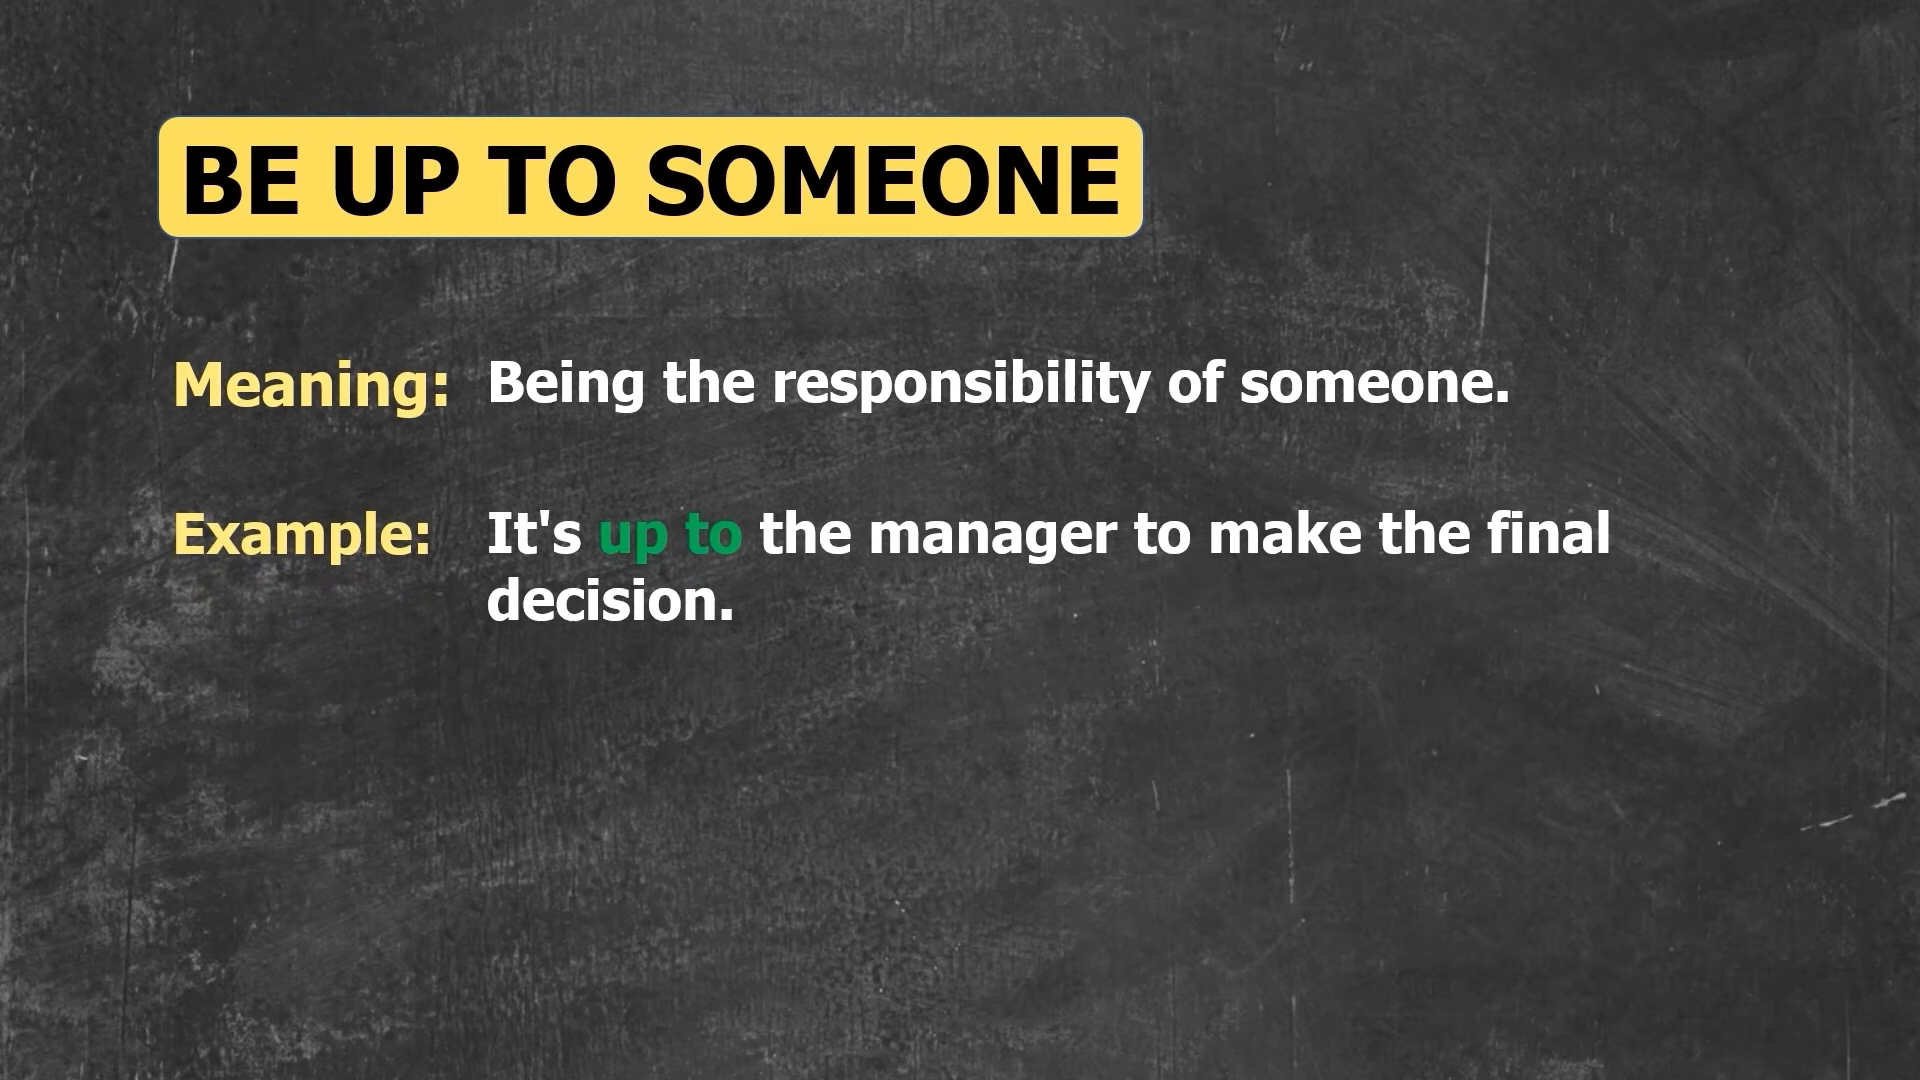 BE UP TO SOMEONE
Meaning: Being the responsibility of someone.
Example: It's up to the manager to make the final
decision.